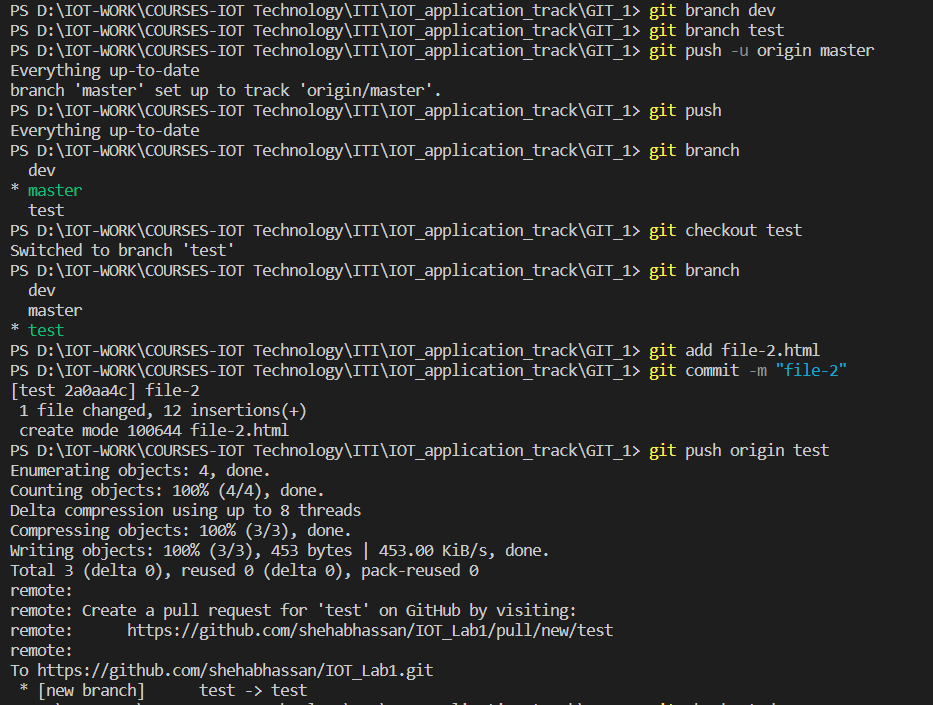 PS D:\IOT-WORK\COURSES-IOT Technology\ITI\IOT_application_track\GIT_1> git branch dev
PS D:\IOT-WORK\COURSES-IOT Technology\ITI\IOT_application_track\GIT_1> git branch test
PS D:\IOT-WORK\COURSES-IOT Technology\ITI\IOT_application_track\GIT_1> git push -u origin master
Everything up-to-date
branch 'master' set up to track 'origin/master'.
PS D:\IOT-WORK\COURSES-IOT Technology\ITI\IOT_application_track\GIT_1> git push
Everything up-to-date
PS D:\IOT-WORK\COURSES-IOT Technology\ITI\IOT_application_track\GIT_1> git branch
  dev
* master
  test
PS D:\IOT-WORK\COURSES-IOT Technology\ITI\IOT_application_track\GIT_1> git checkout test
Switched to branch 'test'
PS D:\IOT-WORK\COURSES-IOT Technology\ITI\IOT_application_track\GIT_1> git branch
  dev
  master
* test
PS D:\IOT-WORK\COURSES-IOT Technology\ITI\IOT_application_track\GIT_1> git add file-2.html
PS D:\IOT-WORK\COURSES-IOT Technology\ITI\IOT_application_track\GIT_1> git commit -m "file-2"
[test 2a0aa4c] file-2
 1 file changed, 12 insertions(+)
 create mode 100644 file-2.html
PS D:\IOT-WORK\COURSES-IOT Technology\ITI\IOT_application_track\GIT_1> git push origin test
Enumerating objects: 4, done.
Counting objects: 100% (4/4), done.
Delta compression using up to 8 threads
Compressing objects: 100% (3/3), done.
Writing objects: 100% (3/3), 453 bytes | 453.00 KiB/s, done.
Total 3 (delta 0), reused 0 (delta 0), pack-reused 0
remote:
remote: Create a pull request for 'test' on GitHub by visiting:
remote:      https://github.com/shehabhassan/IOT_Lab1/pull/new/test
remote:
To https://github.com/shehabhassan/IOT_Lab1.git
 * [new branch]      test -> test